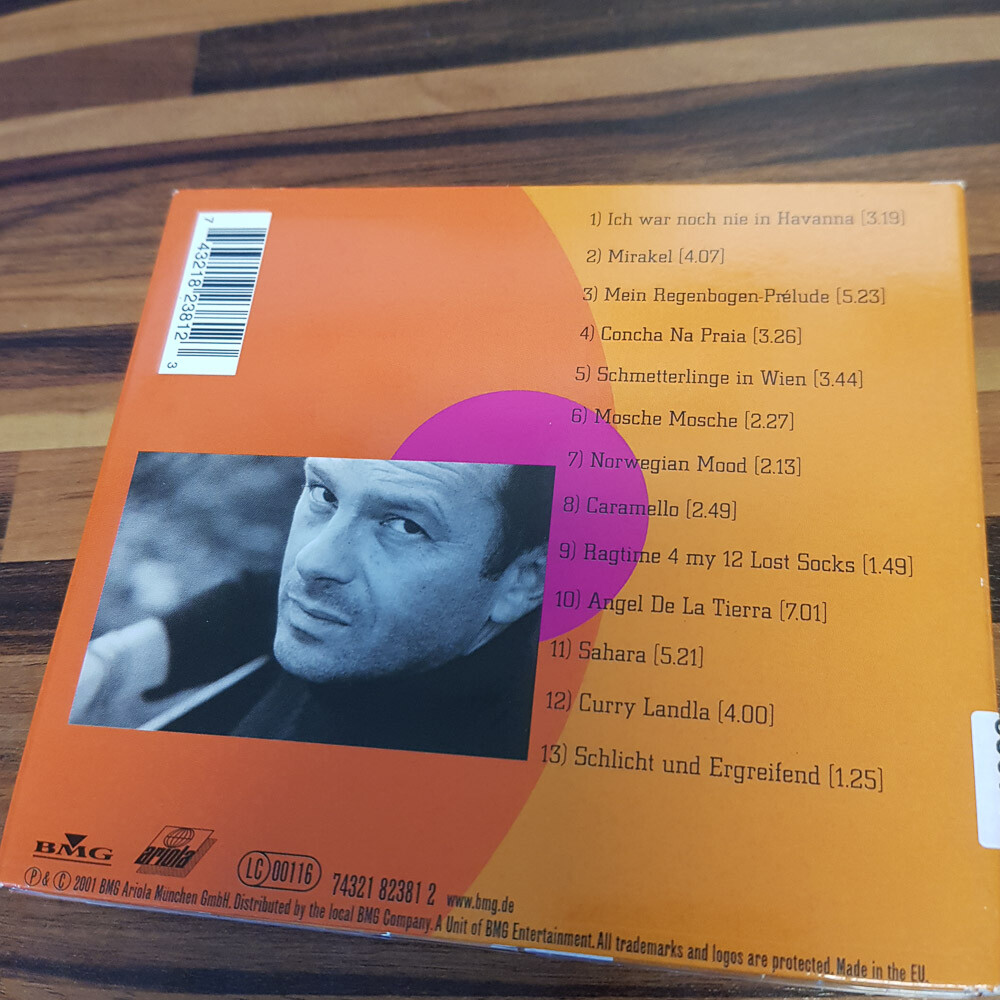 7 43218 23812 3
1) Ich war noch nie in Havanna [3.19]
2) Mirakel [4.07]
3) Mein Regenbogen-Prélude [5.23]
4) Concha Na Praia [3.26]
5) Schmetterlinge in Wien [3.44]
6) Mosche Mosche [2.27]
7) Norwegian Mood [2.13]
8) Caramello [2.49]
9) Ragtime 4 my 12 Lost Socks [1.49]
10) Angel De La Tierra [7.01]
11) Sahara [5.21]
12) Curry Landla [4.00]
13) Schlicht und Ergreifend [1.25]
BMG ariola LC 00116 74321 82381 2 www.bmg.de
Ⓟ & Ⓒ 2001 BMG Ariola Munchen GmbH. Distributed by the local BMG Company. A Unit of BMG Entertainment. All trademarks and logos are protected. Made in the EU.